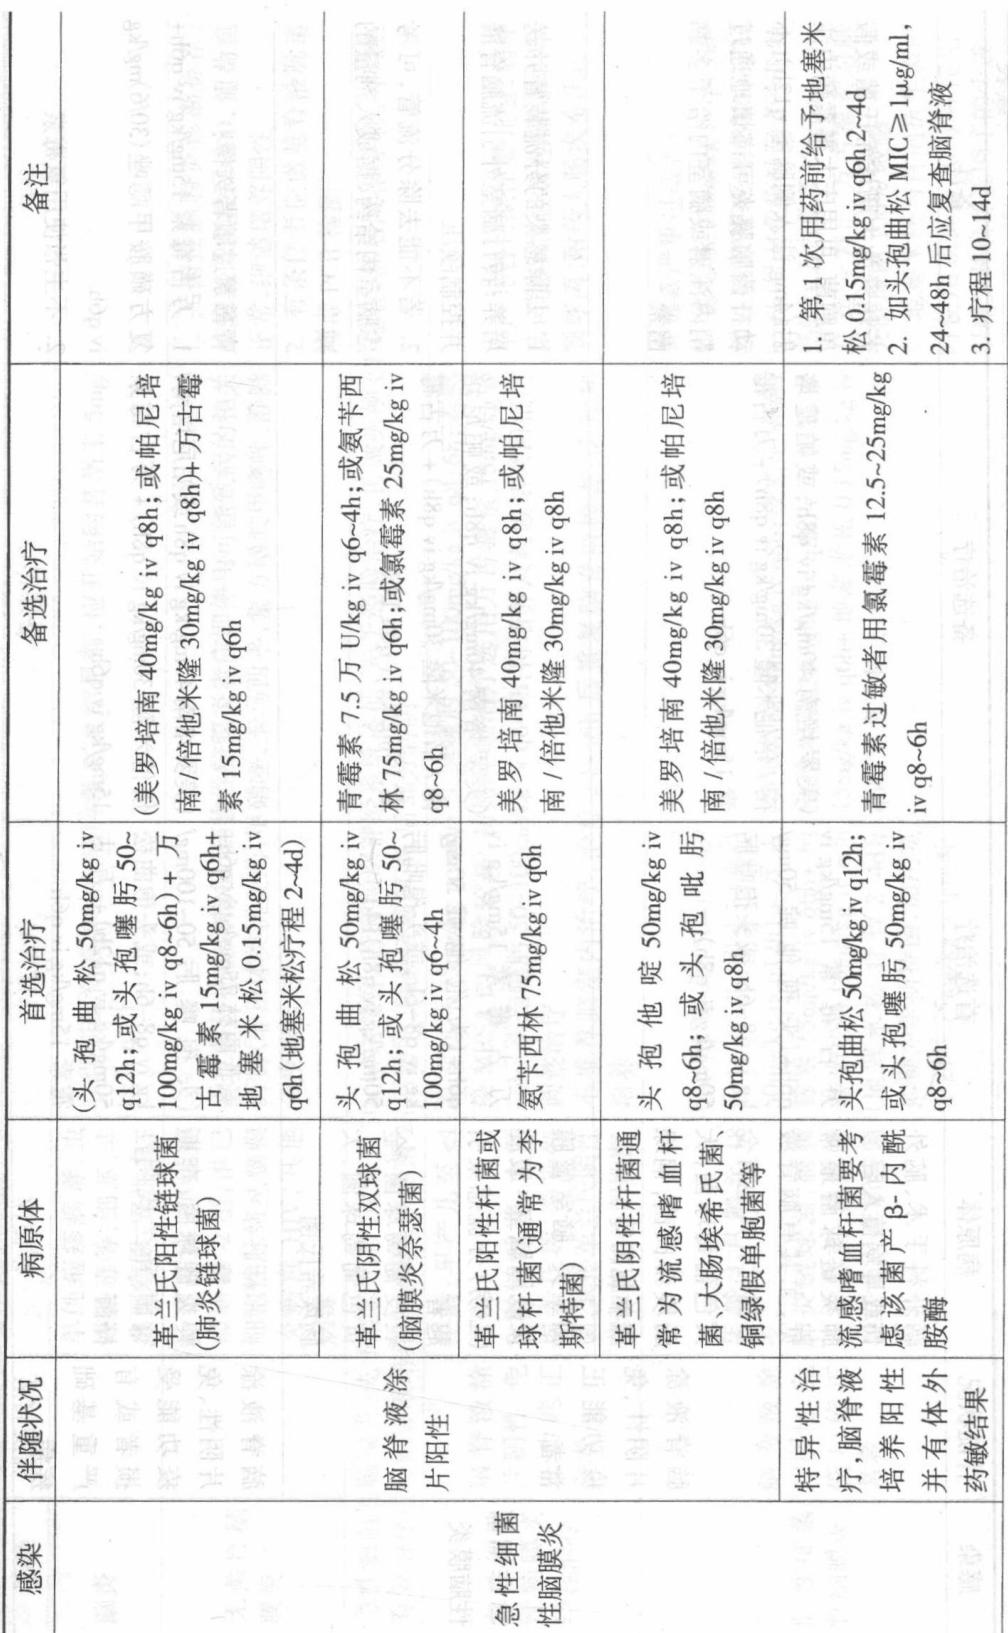 感染
伴随状况
病原体
首选治疗
备选治疗
备注
急性细菌
性脑膜炎
脑脊液涂
片阳性
革兰氏阳性链球菌
(肺炎链球菌)
(头孢曲松 50mg/kg iv
q12h; 或头孢噻肟 50~
100mg/kg iv q8~6h) + 万
古霉素 15mg/kg iv q6h+
地塞米松 0.15mg/kg iv
q6h(地塞米松疗程 2~4d)
(美罗培南 40mg/kg iv q8h; 或帕尼培
南/倍他米隆 30mg/kg iv q8h)+ 万古霉
素 15mg/kg iv q6h
革兰氏阴性双球菌
(脑膜炎奈瑟菌)
头孢曲松 50mg/kg iv
q12h; 或头孢噻肟 50~
100mg/kg iv q6~4h
青霉素 7.5 万 U/kg iv q6~4h; 或氨苄西
林 75mg/kg iv q6h; 或氯霉素 25mg/kg iv
q8~6h
革兰氏阳性杆菌或
球杆菌(通常为李
斯特菌)
氨苄西林 75mg/kg iv q6h
美罗培南 40mg/kg iv q8h; 或帕尼培
南/倍他米隆 30mg/kg iv q8h
革兰氏阴性杆菌通
常为流感嗜血杆
菌、大肠埃希氏菌、
铜绿假单胞菌等
头孢他啶 50mg/kg iv
q8~6h; 或头孢吡肟
50mg/kg iv q8h
美罗培南 40mg/kg iv q8h; 或帕尼培
南/倍他米隆 30mg/kg iv q8h
特异性治
疗,脑脊液
培养阳性
并有体外
药敏结果
流感嗜血杆菌要考
虑该菌产 β- 内酰
胺酶
头孢曲松 50mg/kg iv q12h;
或头孢噻肟 50mg/kg iv
q8~6h
青霉素过敏者用氯霉素 12.5~25mg/kg
iv q8~6h
1. 第 1 次用药前给予地塞米
松 0.15mg/kg iv q6h 2~4d
2. 如头孢曲松 MIC≥1μg/ml,
24~48h 后应复查脑脊液
3. 疗程 10~14d